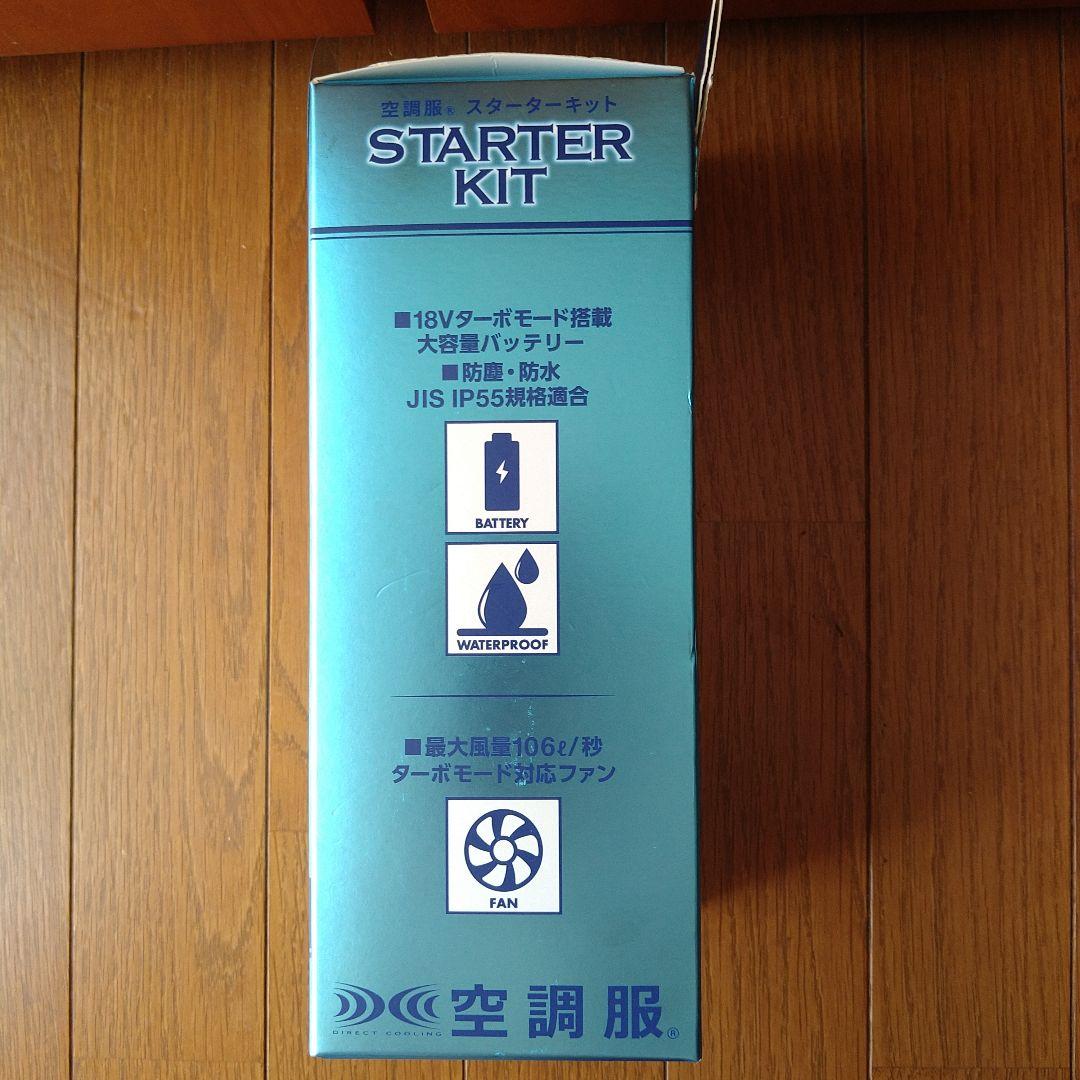 空調服® スターターキット
STARTER
KIT
■18Vターボモード搭載
大容量バッテリー
■防塵・防水
JIS IP55規格適合
BATTERY
WATERPROOF
■最大風量106ℓ/秒
ターボモード対応ファン
FAN
DIRECT COOLING
空調服®